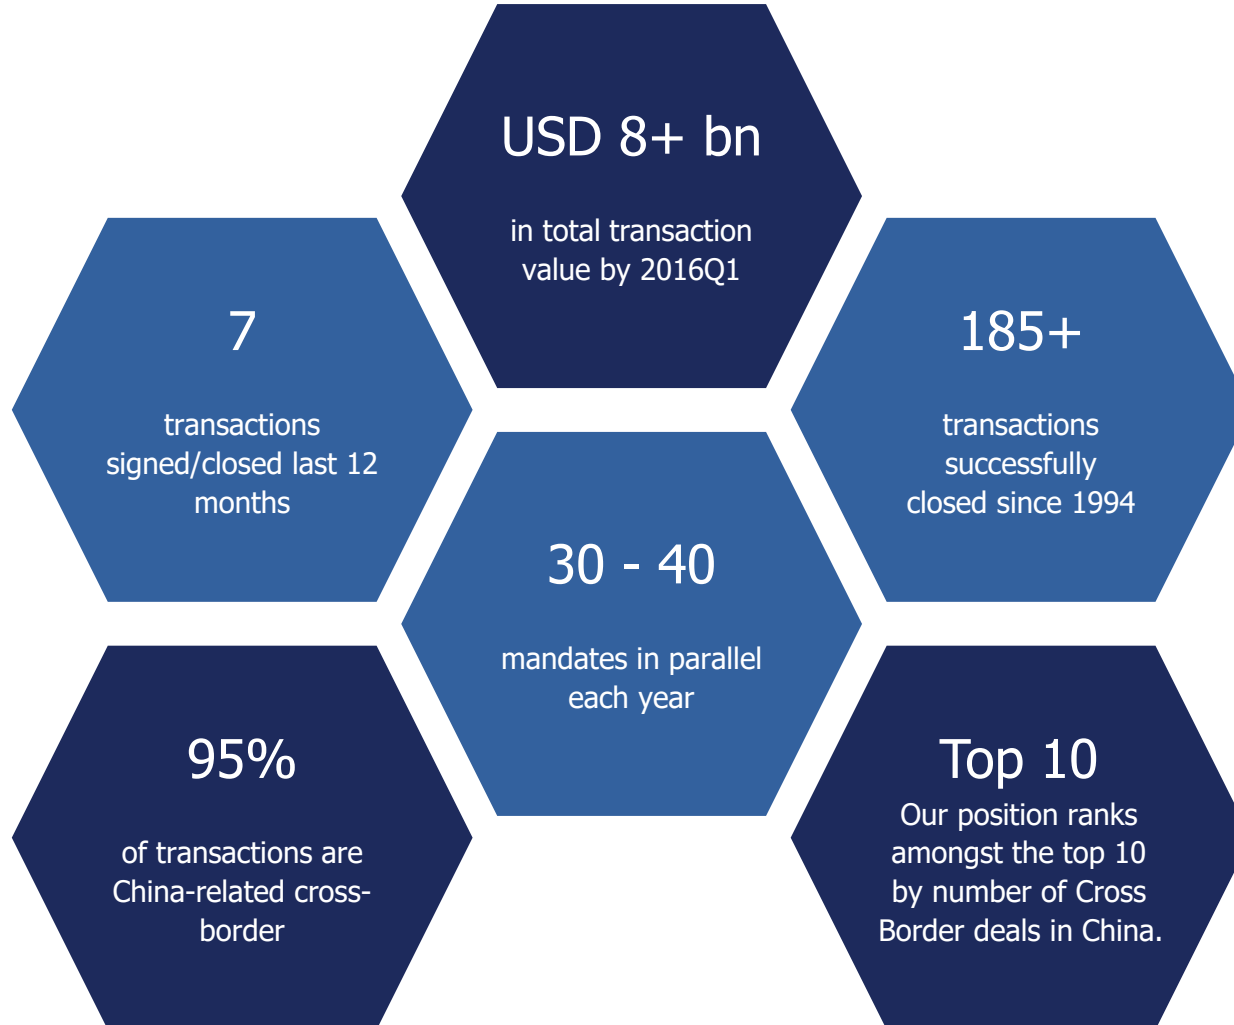 USD 8+ bn
in total transaction
value by 2016Q1
7
transactions
signed/closed last 12
months
185+
transactions
successfully
closed since 1994
30 - 40
mandates in parallel
each year
95%
of transactions are
China-related cross-
border
Top 10
Our position ranks
amongst the top 10
by number of Cross
Border deals in China.